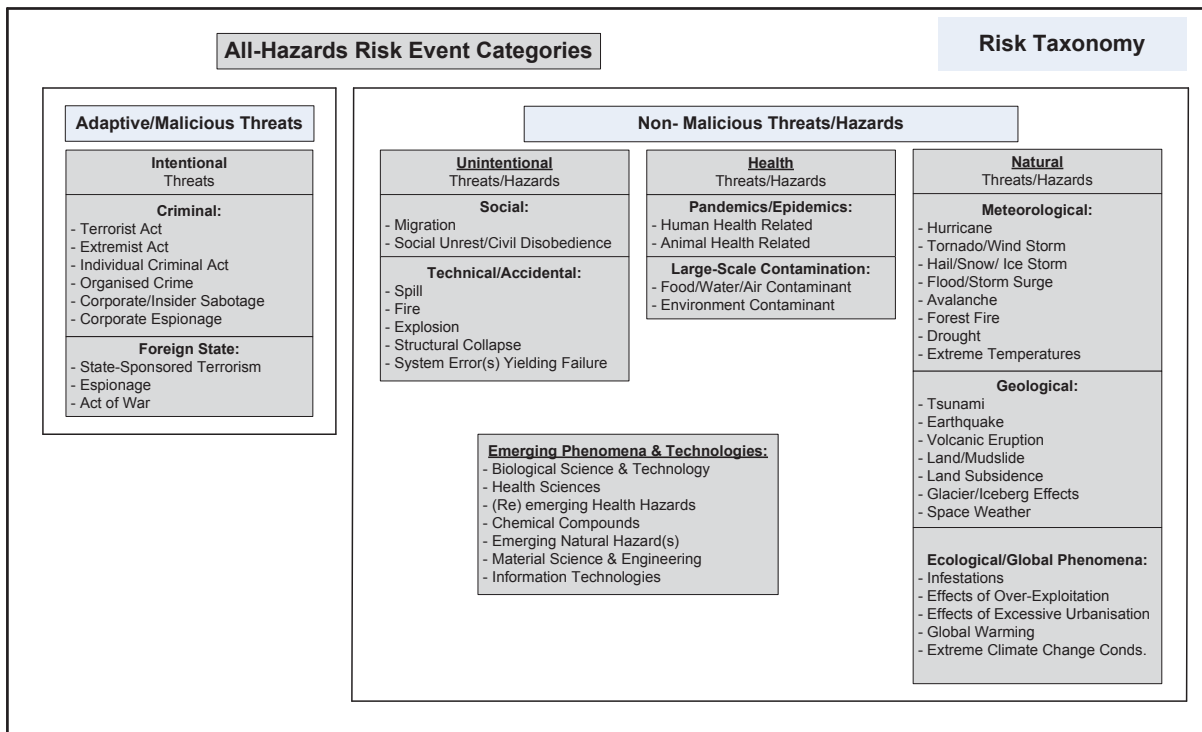 All-Hazards Risk Event Categories
Risk Taxonomy
Adaptive/Malicious Threats
Intentional
Threats
Criminal:
- Terrorist Act
- Extremist Act
- Individual Criminal Act
- Organised Crime
- Corporate/Insider Sabotage
- Corporate Espionage
Foreign State:
- State-Sponsored Terrorism
- Espionage
- Act of War
Non- Malicious Threats/Hazards
Unintentional
Threats/Hazards
Social:
- Migration
- Social Unrest/Civil Disobedience
Technical/Accidental:
- Spill
- Fire
- Explosion
- Structural Collapse
- System Error(s) Yielding Failure
Health
Threats/Hazards
Pandemics/Epidemics:
- Human Health Related
- Animal Health Related
Large-Scale Contamination:
- Food/Water/Air Contaminant
- Environment Contaminant
Natural
Threats/Hazards
Meteorological:
- Hurricane
- Tornado/Wind Storm
- Hail/Snow/ Ice Storm
- Flood/Storm Surge
- Avalanche
- Forest Fire
- Drought
- Extreme Temperatures
Geological:
- Tsunami
- Earthquake
- Volcanic Eruption
- Land/Mudslide
- Land Subsidence
- Glacier/Iceberg Effects
- Space Weather
Ecological/Global Phenomena:
- Infestations
- Effects of Over-Exploitation
- Effects of Excessive Urbanisation
- Global Warming
- Extreme Climate Change Conds.
Emerging Phenomena & Technologies:
- Biological Science & Technology
- Health Sciences
- (Re) emerging Health Hazards
- Chemical Compounds
- Emerging Natural Hazard(s)
- Material Science & Engineering
- Information Technologies